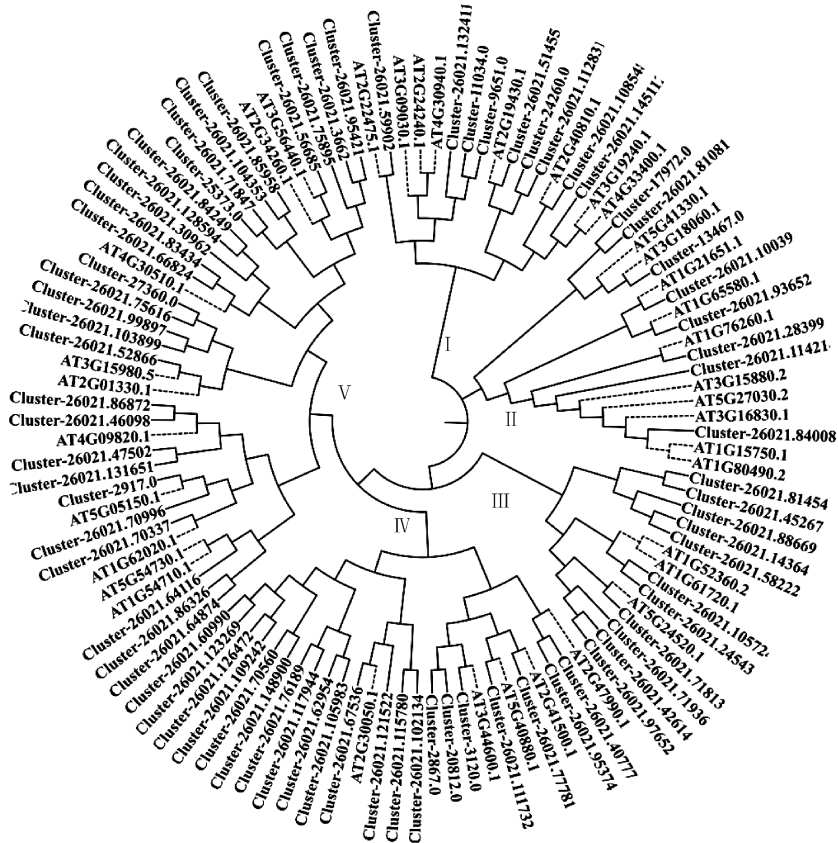 Cluster-26021.59902
AT3G09030.1
AT2G24240.1
AT4G30940.1
Cluster-26021.132411
Cluster-11034.0
Cluster-9651.0
AT2G19430.1
Cluster-26021.51455
Cluster-24260.0
Cluster-26021.11283
AT2G40810.1
Cluster-26021.10854
Cluster-26021.14511
AT3G19240.1
AT4G33400.1
Cluster-17972.0
Cluster-26021.81081
AT5G41330.1
AT3G18060.1
Cluster-13467.0
AT1G21651.1
Cluster-26021.10039
AT1G65580.1
Cluster-26021.93652
AT1G76260.1
Cluster-26021.28399
Cluster-26021.11421
AT3G15880.2
AT5G27030.2
AT3G16830.1
Cluster-26021.84008
AT1G15750.1
AT1G80490.2
Cluster-26021.81454
Cluster-26021.45267
Cluster-26021.88669
Cluster-26021.14364
Cluster-26021.58222
AT1G52360.2
AT1G61720.1
Cluster-26021.10572
Cluster-26021.24543
AT5G24520.1
Cluster-26021.71813
Cluster-26021.71936
Cluster-26021.42614
Cluster-26021.97652
AT2G47990.1
Cluster-26021.40777
Cluster-26021.95374
AT2G41500.1
Cluster-26021.77781
AT5G40880.1
Cluster-26021.111732
AT3G44600.1
Cluster-3120.0
Cluster-20812.0
Cluster-2867.0
Cluster-26021.102134
Cluster-26021.115780
Cluster-26021.121522
AT2G30050.1
Cluster-26021.67536
Cluster-26021.105983
Cluster-26021.62954
Cluster-26021.117944
Cluster-26021.76189
Cluster-26021.148900
Cluster-26021.70560
Cluster-26021.109242
Cluster-26021.126472
Cluster-26021.123269
Cluster-26021.60990
Cluster-26021.64874
Cluster-26021.86326
Cluster-26021.64116
AT1G54710.1
AT5G54730.1
AT1G62020.1
Cluster-26021.70337
Cluster-26021.70996
AT5G05150.1
Cluster-2917.0
Cluster-26021.131651
Cluster-26021.47502
AT4G09820.1
Cluster-26021.46098
Cluster-26021.86872
AT2G01330.1
AT3G15980.5
Cluster-26021.52866
Cluster-26021.103899
Cluster-26021.99897
Cluster-26021.75616
Cluster-27360.0
AT4G30510.1
Cluster-26021.66824
Cluster-26021.83434
Cluster-26021.30962
Cluster-26021.128594
Cluster-26021.84249
Cluster-25373.0
Cluster-26021.71847
Cluster-26021.104353
Cluster-26021.85958
AT2G34260.1
AT3G56440.1
Cluster-26021.56685
Cluster-26021.75895
Cluster-26021.3662
Cluster-26021.95421
AT2G22475.1
I
II
III
IV
V